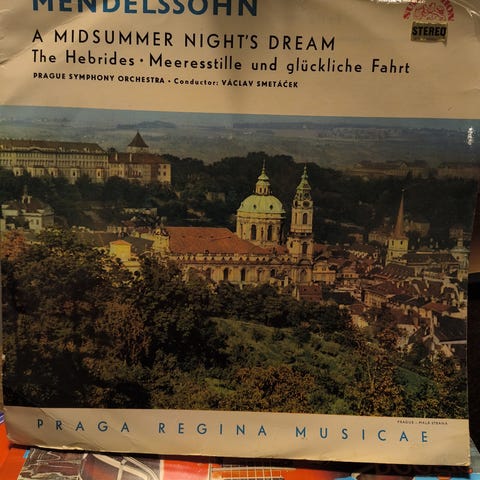 MENDELSSOHN
STEREO
A MIDSUMMER NIGHT'S DREAM
The Hebrides • Meeresstille und glückliche Fahrt
PRAGUE SYMPHONY ORCHESTRA • Conductor: VÁCLAV SMETÁČEK
PRAGUE - MALÁ STRANA
PRAGA REGINA MUSICAE